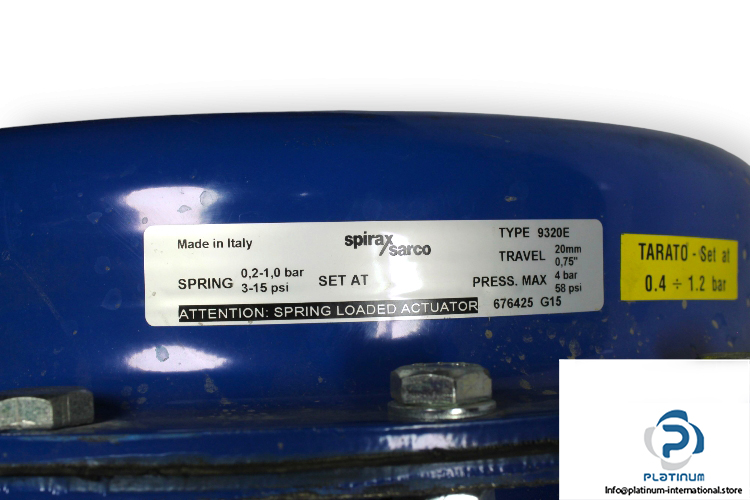 Made in Italy
spirax
sarco
TYPE 9320E
TRAVEL 20mm
0,75"
SPRING 0,2-1,0 bar
3-15 psi
SET AT
PRESS. MAX 4 bar
58 psi
ATTENTION: SPRING LOADED ACTUATOR
676425 G15
TARATO - Set at
0.4 ÷ 1.2 bar
PLATINUM
Info@platinum-international.store